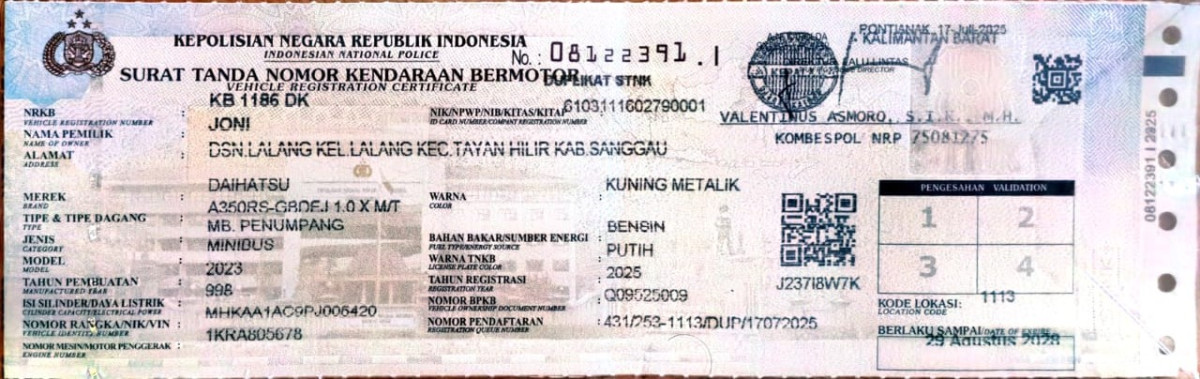 KEPOLISIAN NEGARA REPUBLIK INDONESIA
INDONESIAN NATIONAL POLICE
No. : 08122391 . I
SURAT TANDA NOMOR KENDARAAN BERMOTOR
VEHICLE REGISTRATION CERTIFICATE
DUPLIKAT STNK
NRKB : KB 1186 DK
VEHICLE REGISTRATION NUMBER
NIK/NPWP/NIB/KITAS/KITAP : 6103111602790001
ID CARD NUMBER/COMPANY REGISTRATION NUMBER
NAMA PEMILIK : JONI
NAME OF OWNER
ALAMAT : DSN.LALANG KEL.LALANG KEC.TAYAN HILIR KAB.SANGGAU
ADDRESS
MEREK : DAIHATSU
BRAND
TIPE & TIPE DAGANG : A350RS-GBDEJ 1.0 X M/T
TYPE
JENIS : MB. PENUMPANG
CATEGORY
MODEL : MINIBUS
MODEL
TAHUN PEMBUATAN : 2023
MANUFACTURED YEAR
ISI SILINDER/DAYA LISTRIK : 998
CYLINDER CAPACITY/ELECTRICAL POWER
NOMOR RANGKA/NIK/VIN : MHKAA1AC9PJ006420
VEHICLE IDENTITY NUMBER
NOMOR MESIN/MOTOR PENGGERAK : 1KRA805678
ENGINE NUMBER
WARNA : KUNING METALIK
COLOR
BAHAN BAKAR/SUMBER ENERGI : BENSIN
FUEL TYPE/ENERGY SOURCE
WARNA TNKB : PUTIH
LICENSE PLATE COLOR
TAHUN REGISTRASI : 2025
REGISTRATION YEAR
NOMOR BPKB : Q09525009
VEHICLE OWNERSHIP DOCUMENT NUMBER
NOMOR PENDAFTARAN : 431/253-1113/DUP/17072025
REGISTRATION QUEUE NUMBER
PONTIANAK, 17 Juli 2025
KALIMANTAN BARAT
VALENTINUS ASMORO, S.I.K., M.H.
KOMBESPOL NRP 75081275
J237I8W7K
PENGESAHAN VALIDATION
1 2
3 4
KODE LOKASI: 1113
LOCATION CODE
BERLAKU SAMPAI/DATE OF EXPIRE
29 Agustus 2028
08122391 I 2025